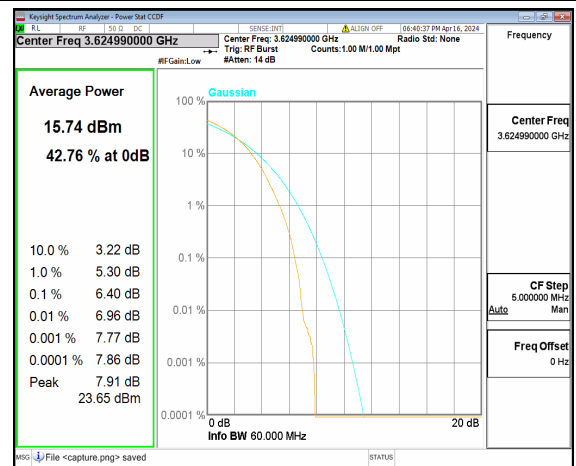 Keysight Spectrum Analyzer - Power Stat CCDF
RL RF 50 Ω DC SENSE:INT ALIGN OFF 06:40:37 PM Apr 16, 2024
Center Freq 3.624990000 GHz
Center Freq: 3.624990000 GHz Radio Std: None
Trig: RF Burst Counts:1.00 M/1.00 Mpt
#IFGain:Low #Atten: 14 dB
Frequency
Average Power
15.74 dBm
42.76 % at 0dB
10.0 % 3.22 dB
1.0 % 5.30 dB
0.1 % 6.40 dB
0.01 % 6.96 dB
0.001 % 7.77 dB
0.0001 % 7.86 dB
Peak 7.91 dB
23.65 dBm
Gaussian
100 %
10 %
1 %
0.1 %
0.01 %
0.001 %
0.0001 %
0 dB 20 dB
Info BW 60.000 MHz
Center Freq
3.624990000 GHz
CF Step
5.000000 MHz
Auto Man
Freq Offset
0 Hz
MSG File <capture.png> saved STATUS